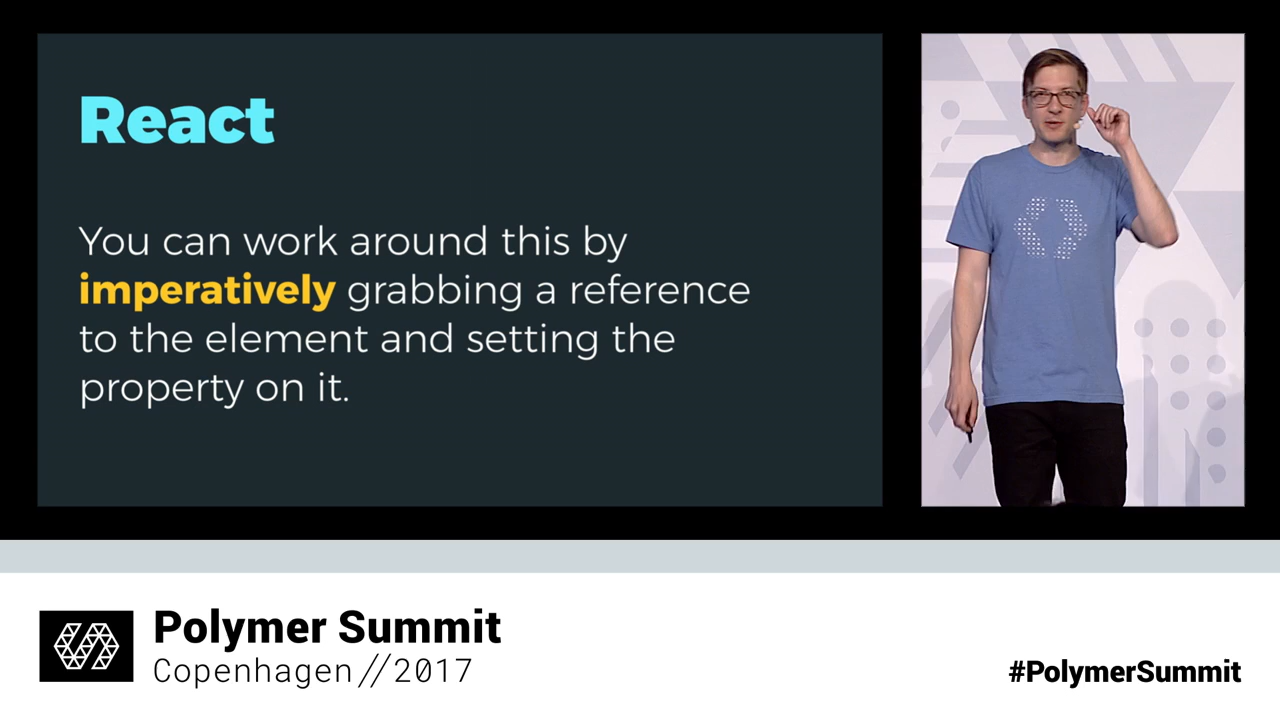 React
You can work around this by
imperatively grabbing a reference
to the element and setting the
property on it.
Polymer Summit
Copenhagen//2017
#PolymerSummit